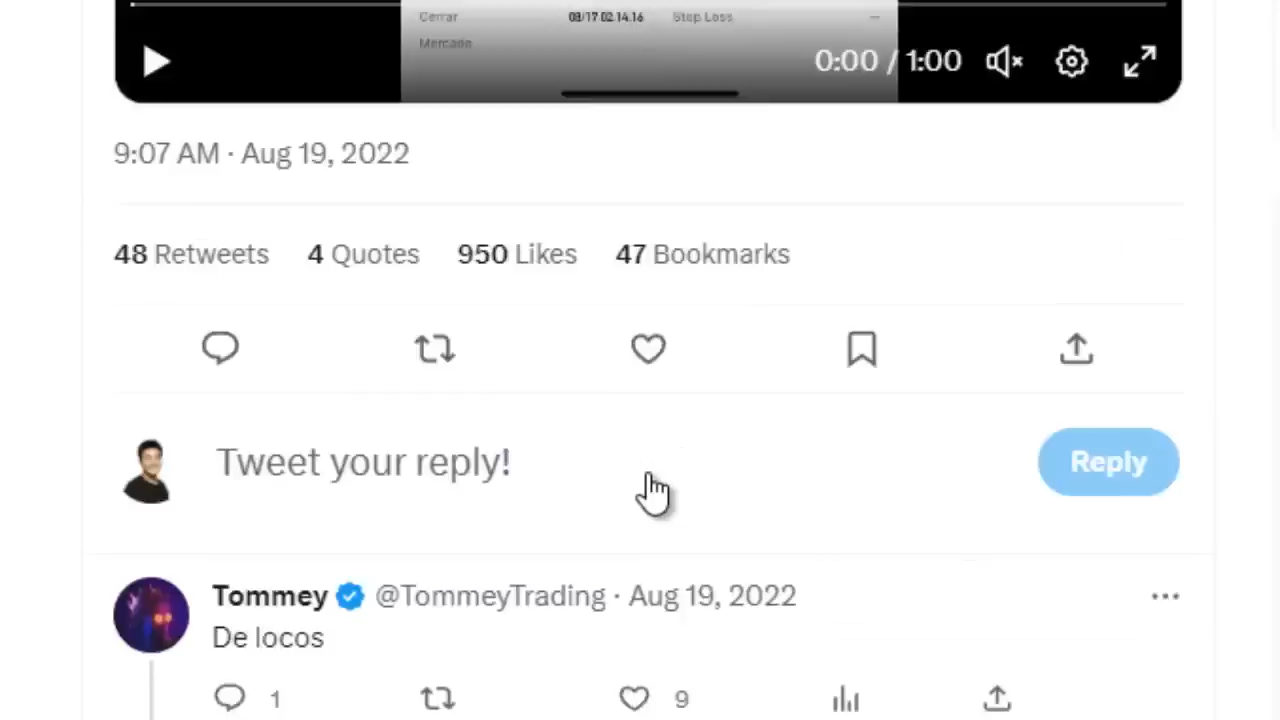 Cerrar 08/17 02.14.16 Stop Loss --
Mercado
0:00 / 1:00
9:07 AM · Aug 19, 2022
48 Retweets 4 Quotes 950 Likes 47 Bookmarks
Tweet your reply!
Reply
Tommey @TommeyTrading · Aug 19, 2022
De locos
1 9